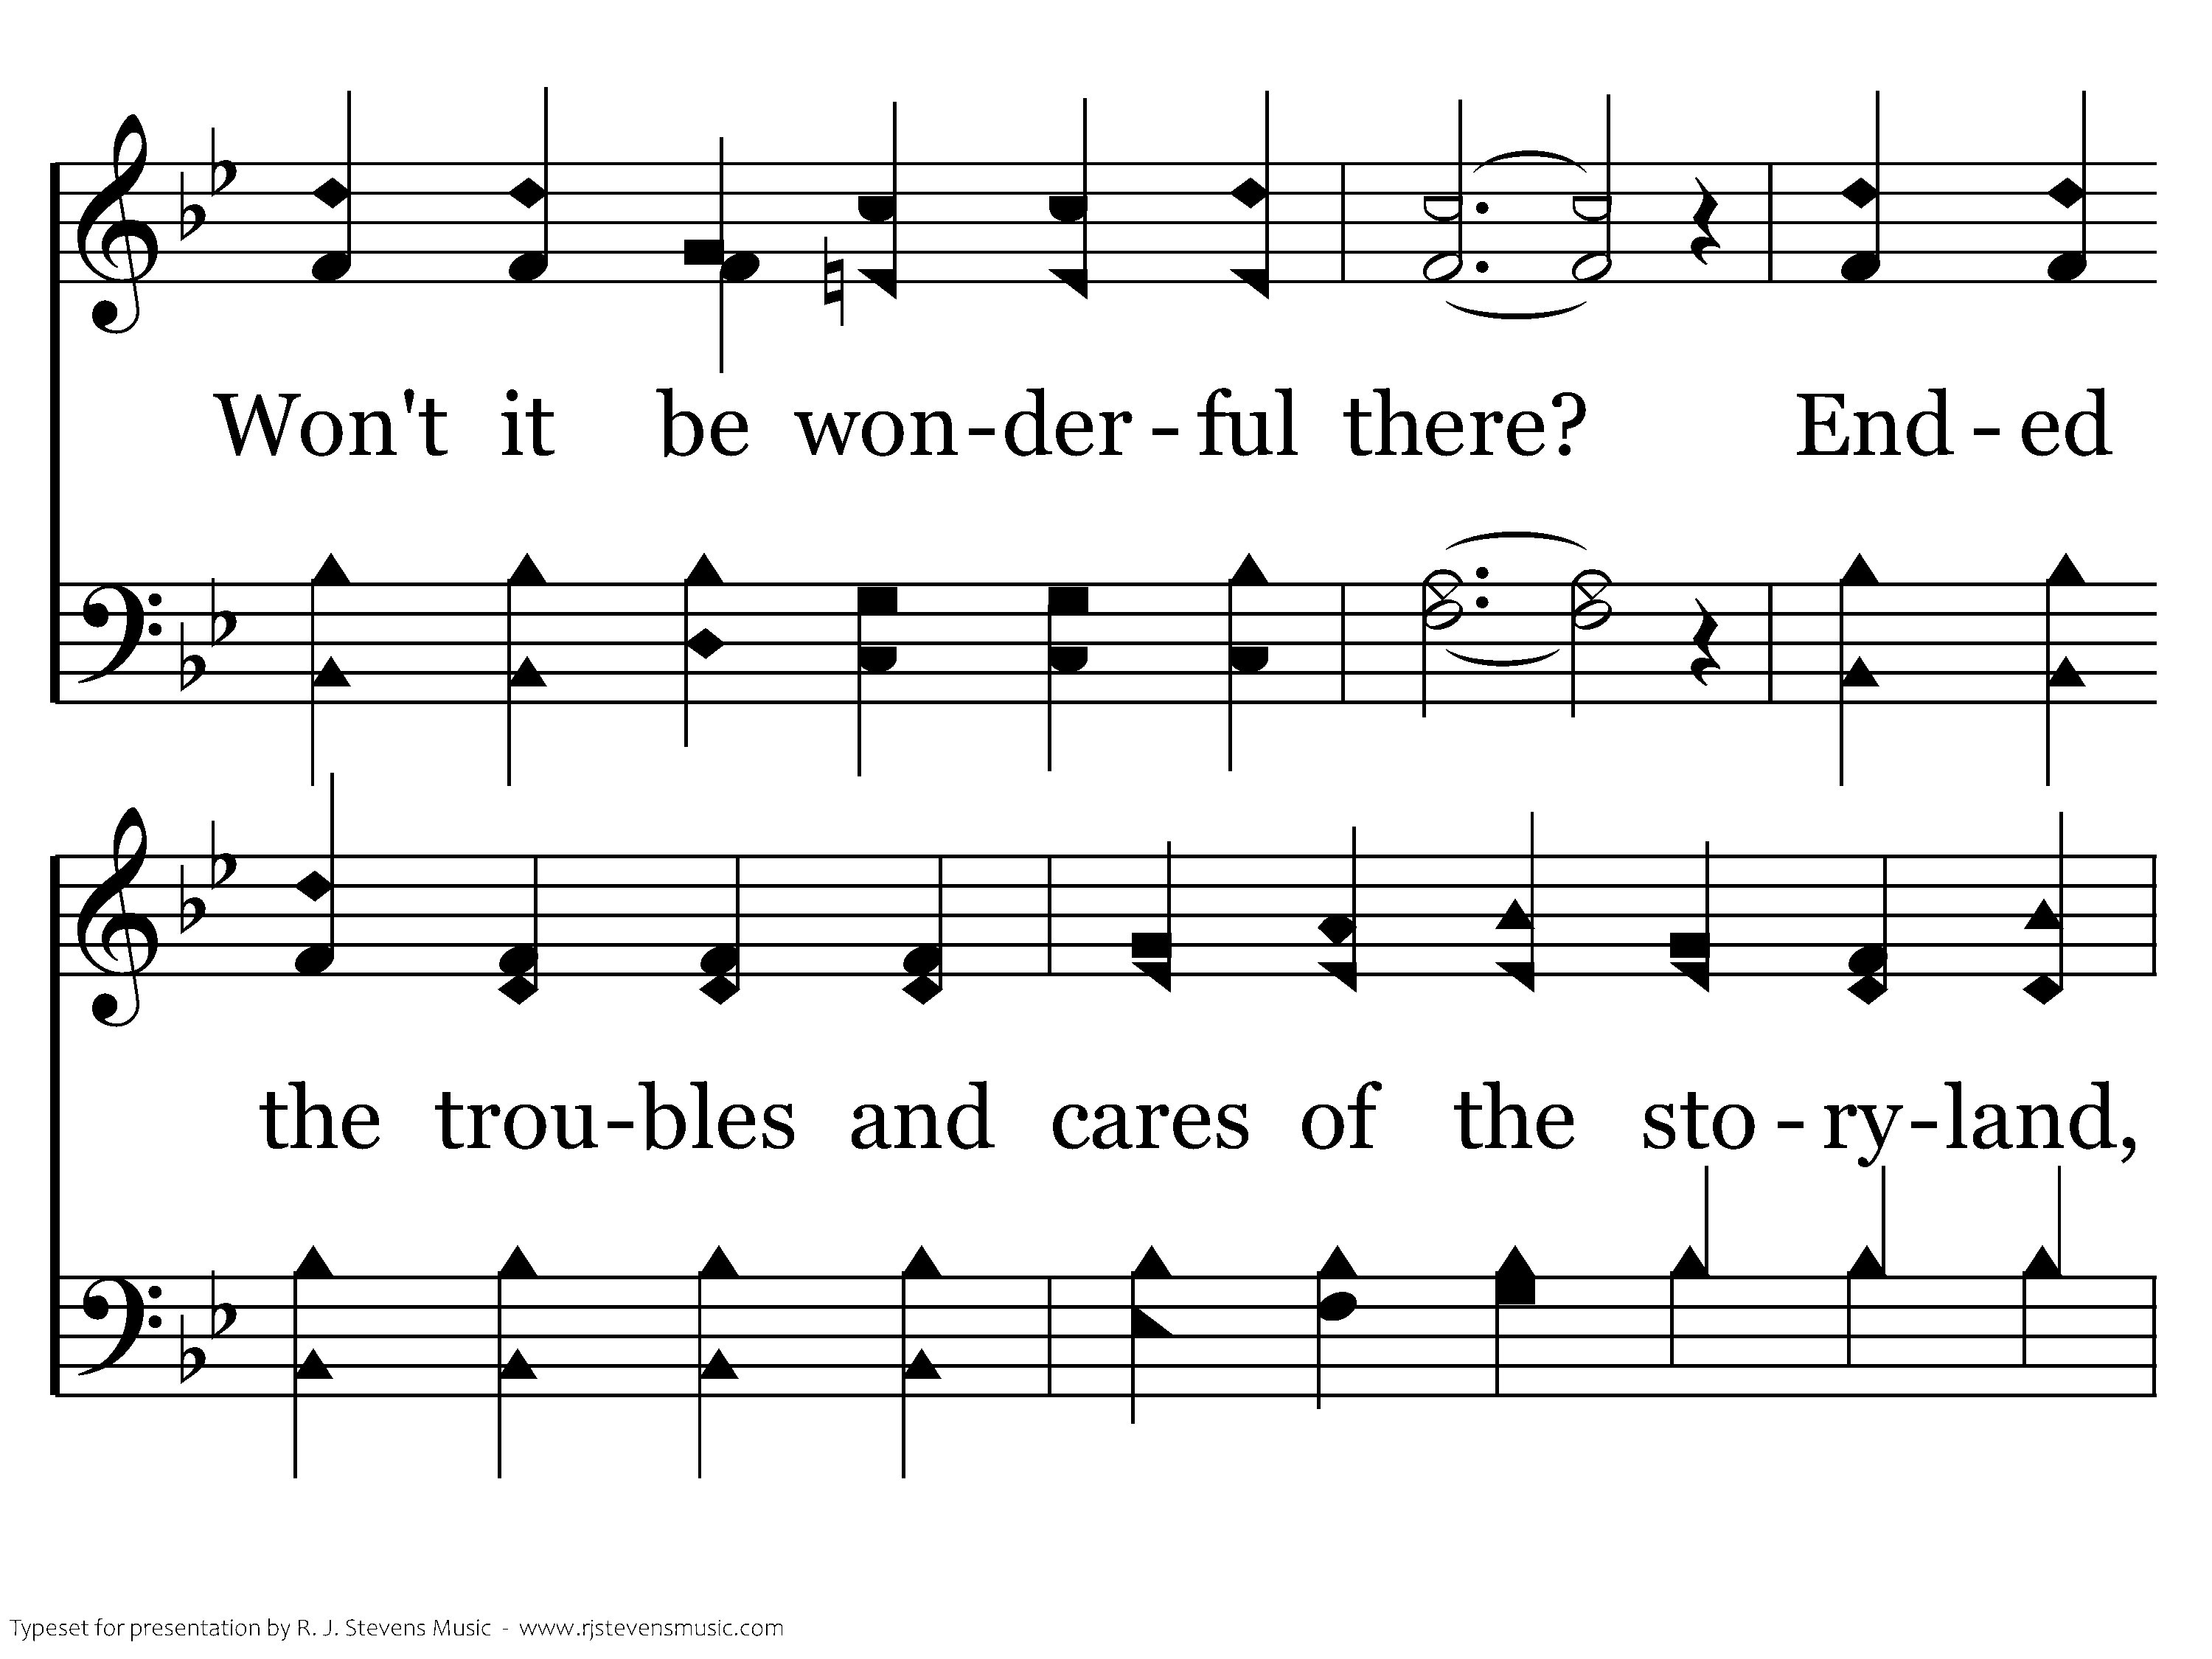 Won't it be won-der-ful there? End-ed
the trou-bles and cares of the sto-ry-land,
Typeset for presentation by R. J. Stevens Music - www.rjstevensmusic.com